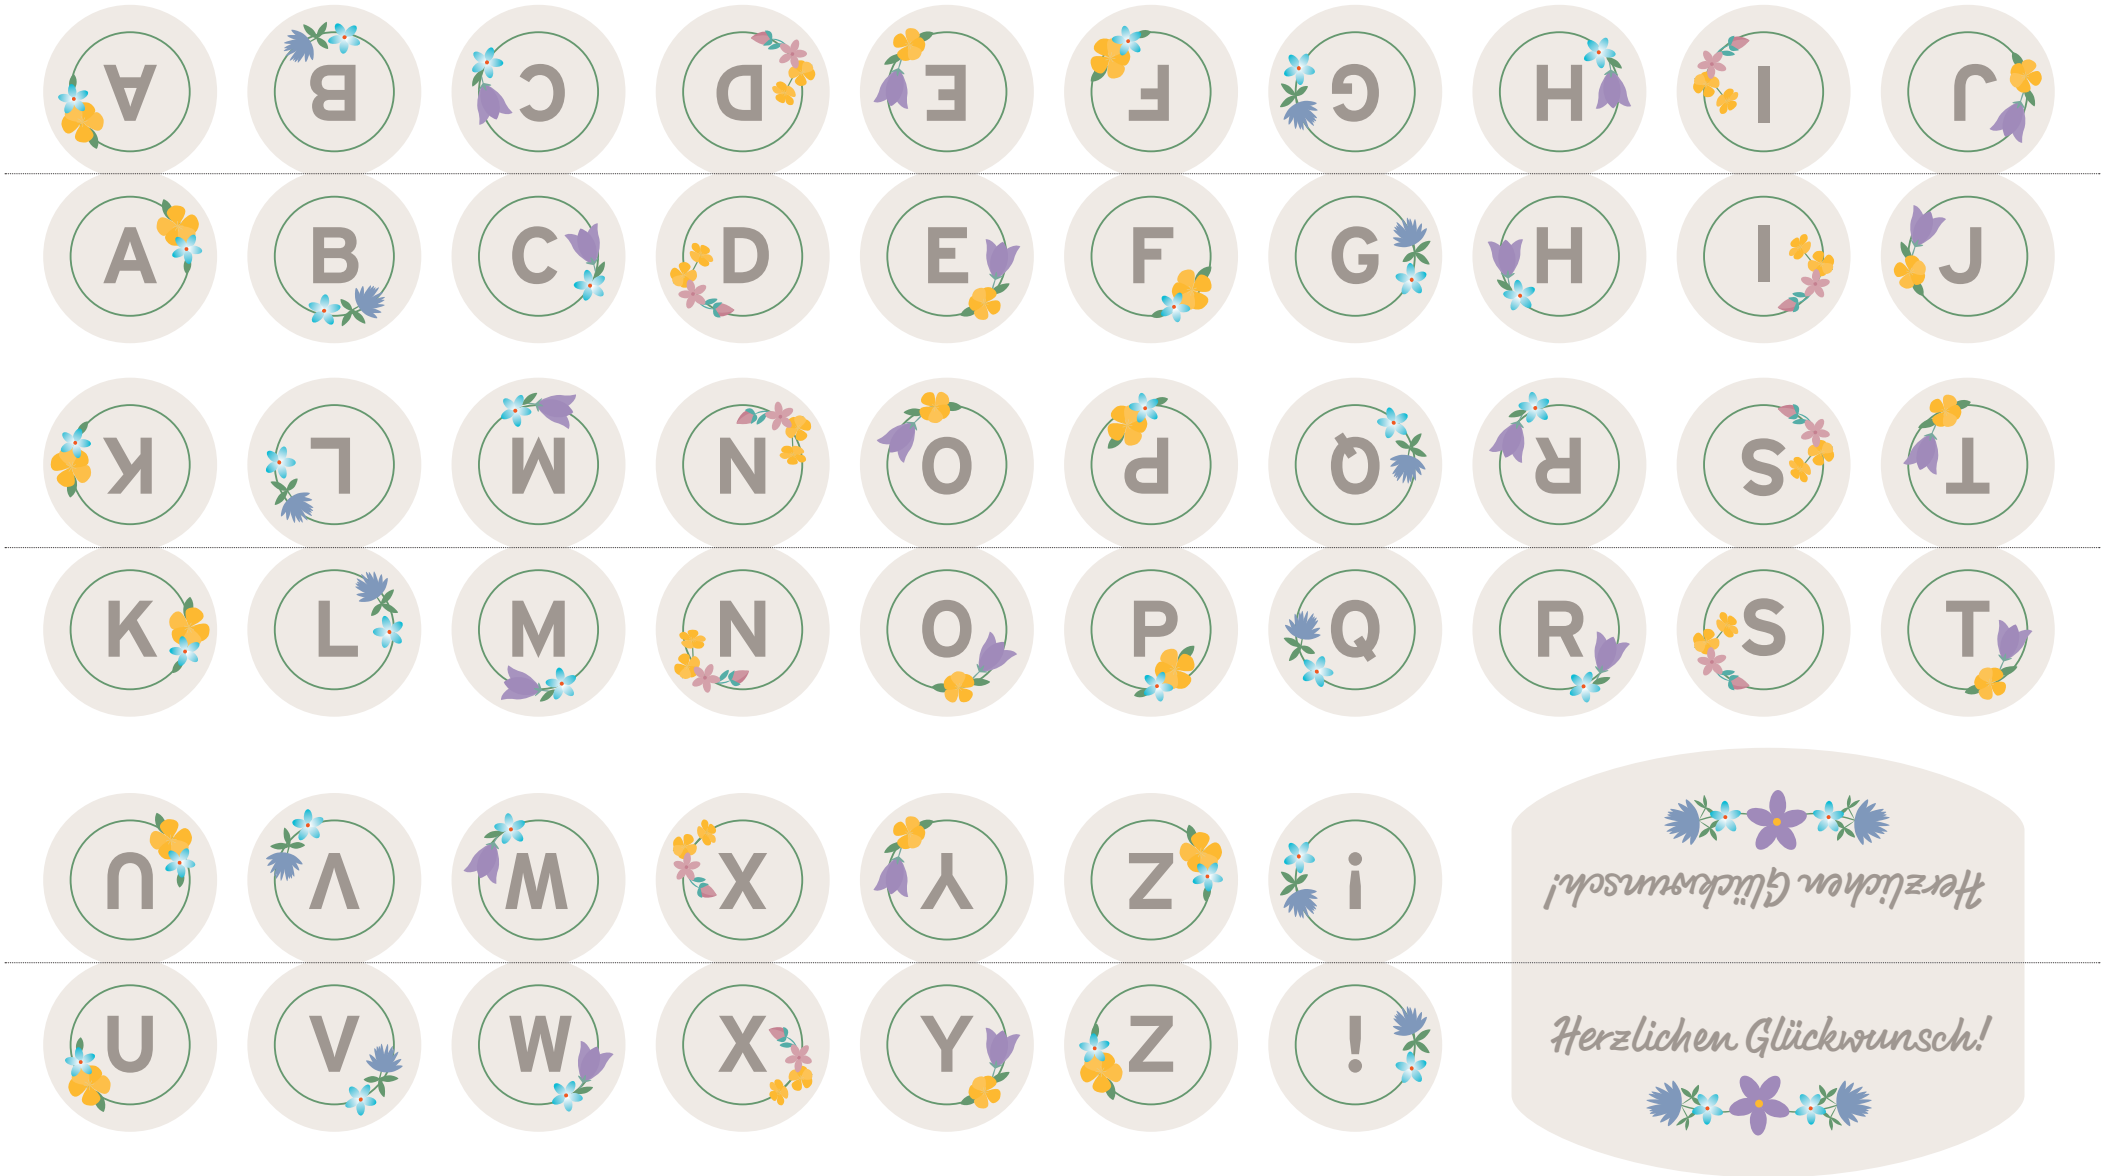 A B C D E F G H I J
A B C D E F G H I J
K L M N O P Q R S T
K L M N O P Q R S T
U V W X Y Z !
Herzlichen Glückwunsch!
U V W X Y Z !
Herzlichen Glückwunsch!